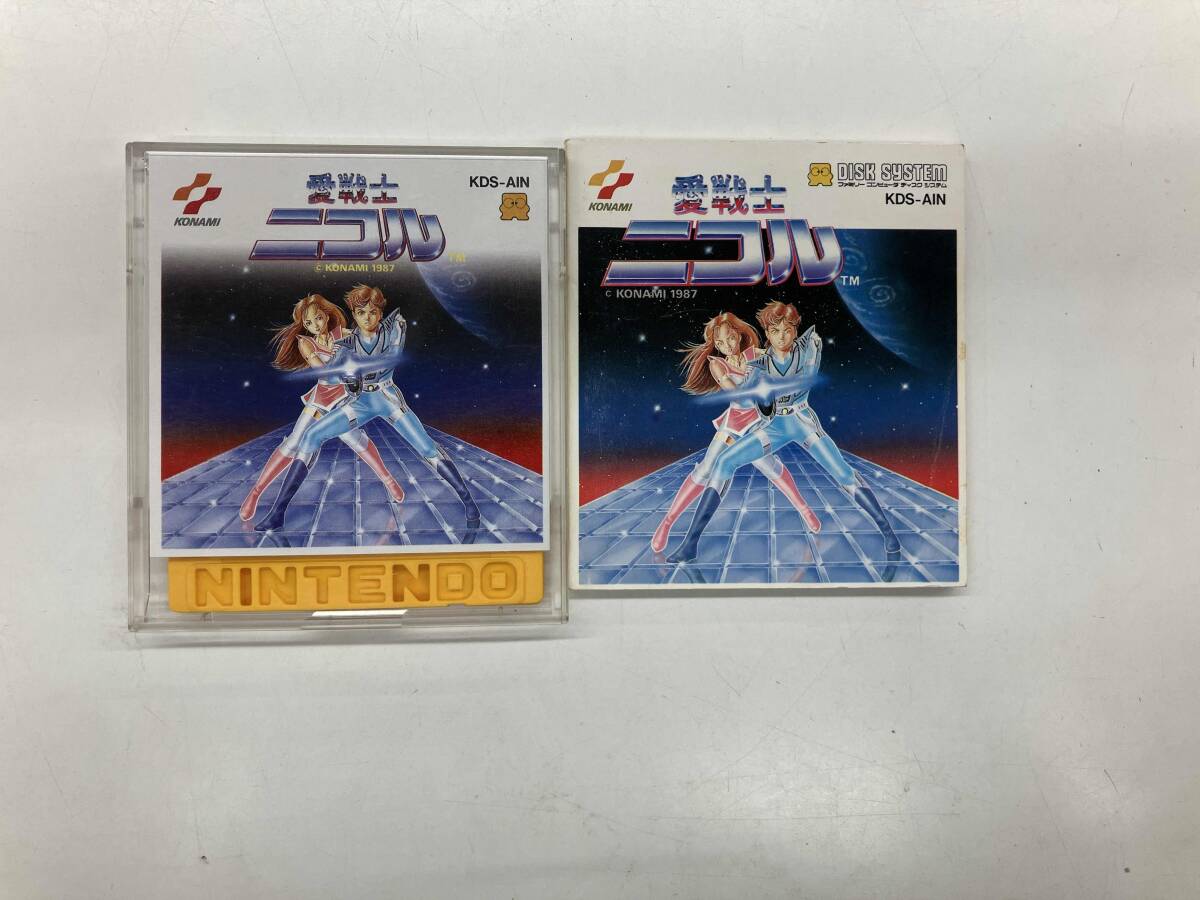 KONAMI
愛戦士
ニコル
TM
© KONAMI 1987
KDS-AIN
NINTENDO
KONAMI
愛戦士
ニコル
TM
© KONAMI 1987
DISK SYSTEM
ファミリー コンピュータ ディスク システム
KDS-AIN